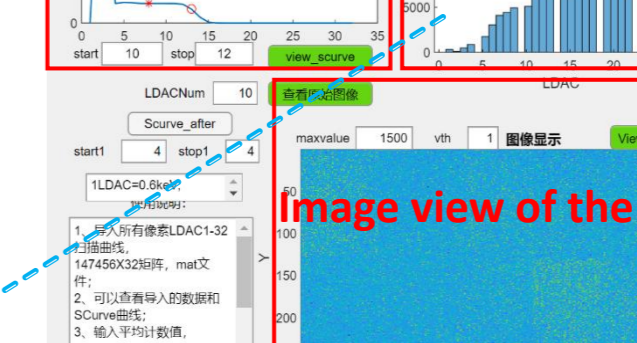 0
0 5 10 15 20 25 30 35
start 10 stop 12 view_scurve
5000
0
0 5 10 15 20
LDAC
LDACNum 10 查看原始图像
Scurve_after
start1 4 stop1 4
maxvalue 1500 vth 1 图像显示 View
1LDAC=0.6keV;
使用说明:
1、导入所有像素LDAC1-32
扫描曲线,
147456X32矩阵，mat文
件;
2、可以查看导入的数据和
SCurve曲线;
3、输入平均计数值,
Image view of the
50
100
150
200
Y